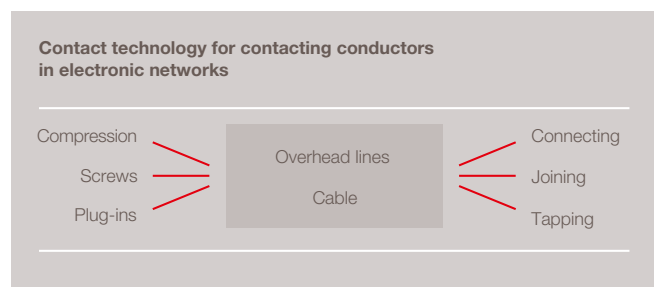 Contact technology for contacting conductors
in electronic networks
Compression
Screws
Plug-ins
Overhead lines
Cable
Connecting
Joining
Tapping